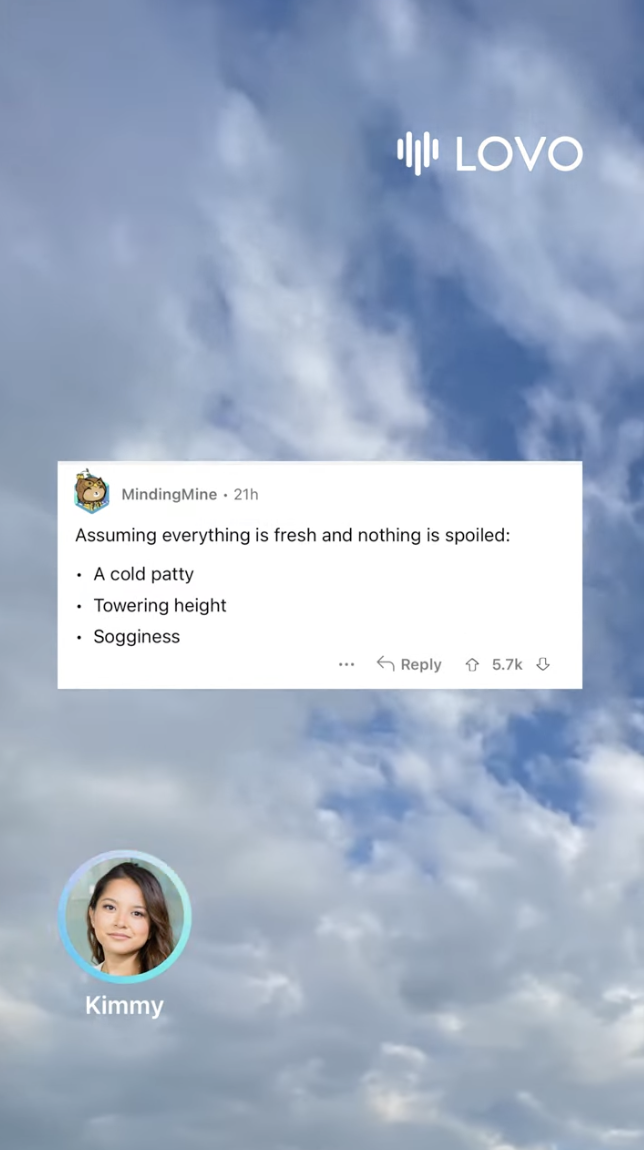 LOVO
MindingMine • 21h
Assuming everything is fresh and nothing is spoiled:
• A cold patty
• Towering height
• Sogginess
••• Reply 5.7k
Kimmy